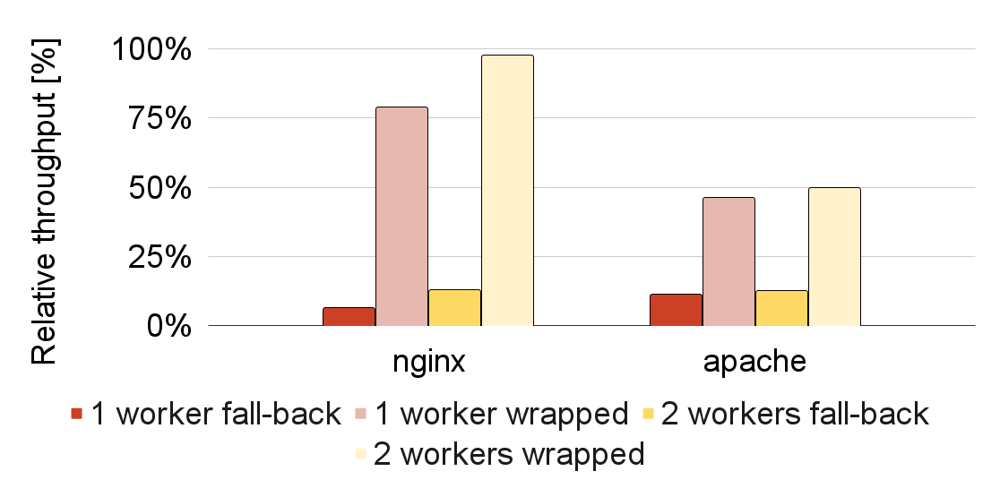 Relative throughput [%]
100%
75%
50%
25%
0%
nginx apache
1 worker fall-back 1 worker wrapped 2 workers fall-back
2 workers wrapped